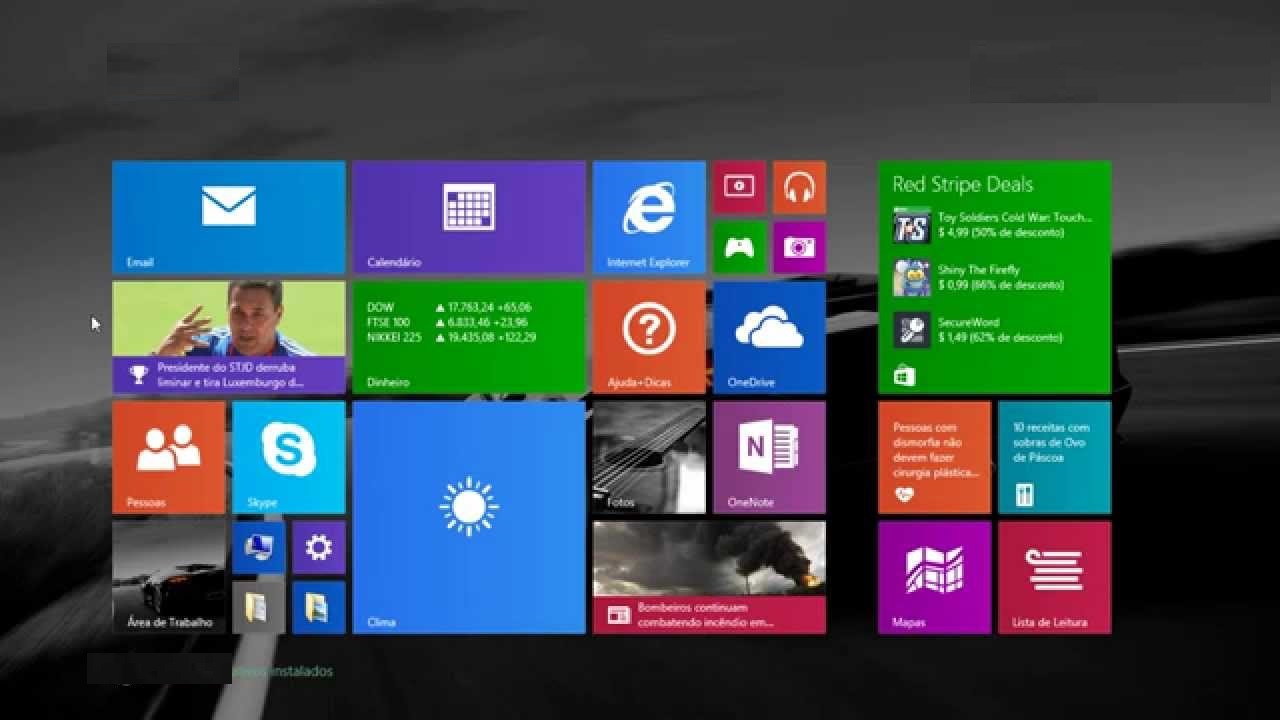 Email
Calendário
Internet Explorer
Presidente do STJD derruba
liminar e tira Luxemburgo d...
DOW ▲ 17.763,24 +65,06
FTSE 100 ▲ 6.833,46 +23,96
NIKKEI 225 ▲ 19.435,08 +122,29
Dinheiro
Ajuda+Dicas
OneDrive
Pessoas
Skype
Clima
Fotos
OneNote
Área de Trabalho
Bombeiros continuam
combatendo incêndio em...
Red Stripe Deals
Toy Soldiers Cold War: Touch...
$ 4,99 (50% de desconto)
Shiny The Firefly
$ 0,99 (66% de desconto)
SecureWord
$ 1,49 (62% de desconto)
Pessoas com
dismorfia não
devem fazer
cirurgia plástica...
10 receitas com
sobras de Ovo
de Páscoa
Mapas
Lista de Leitura
instalados